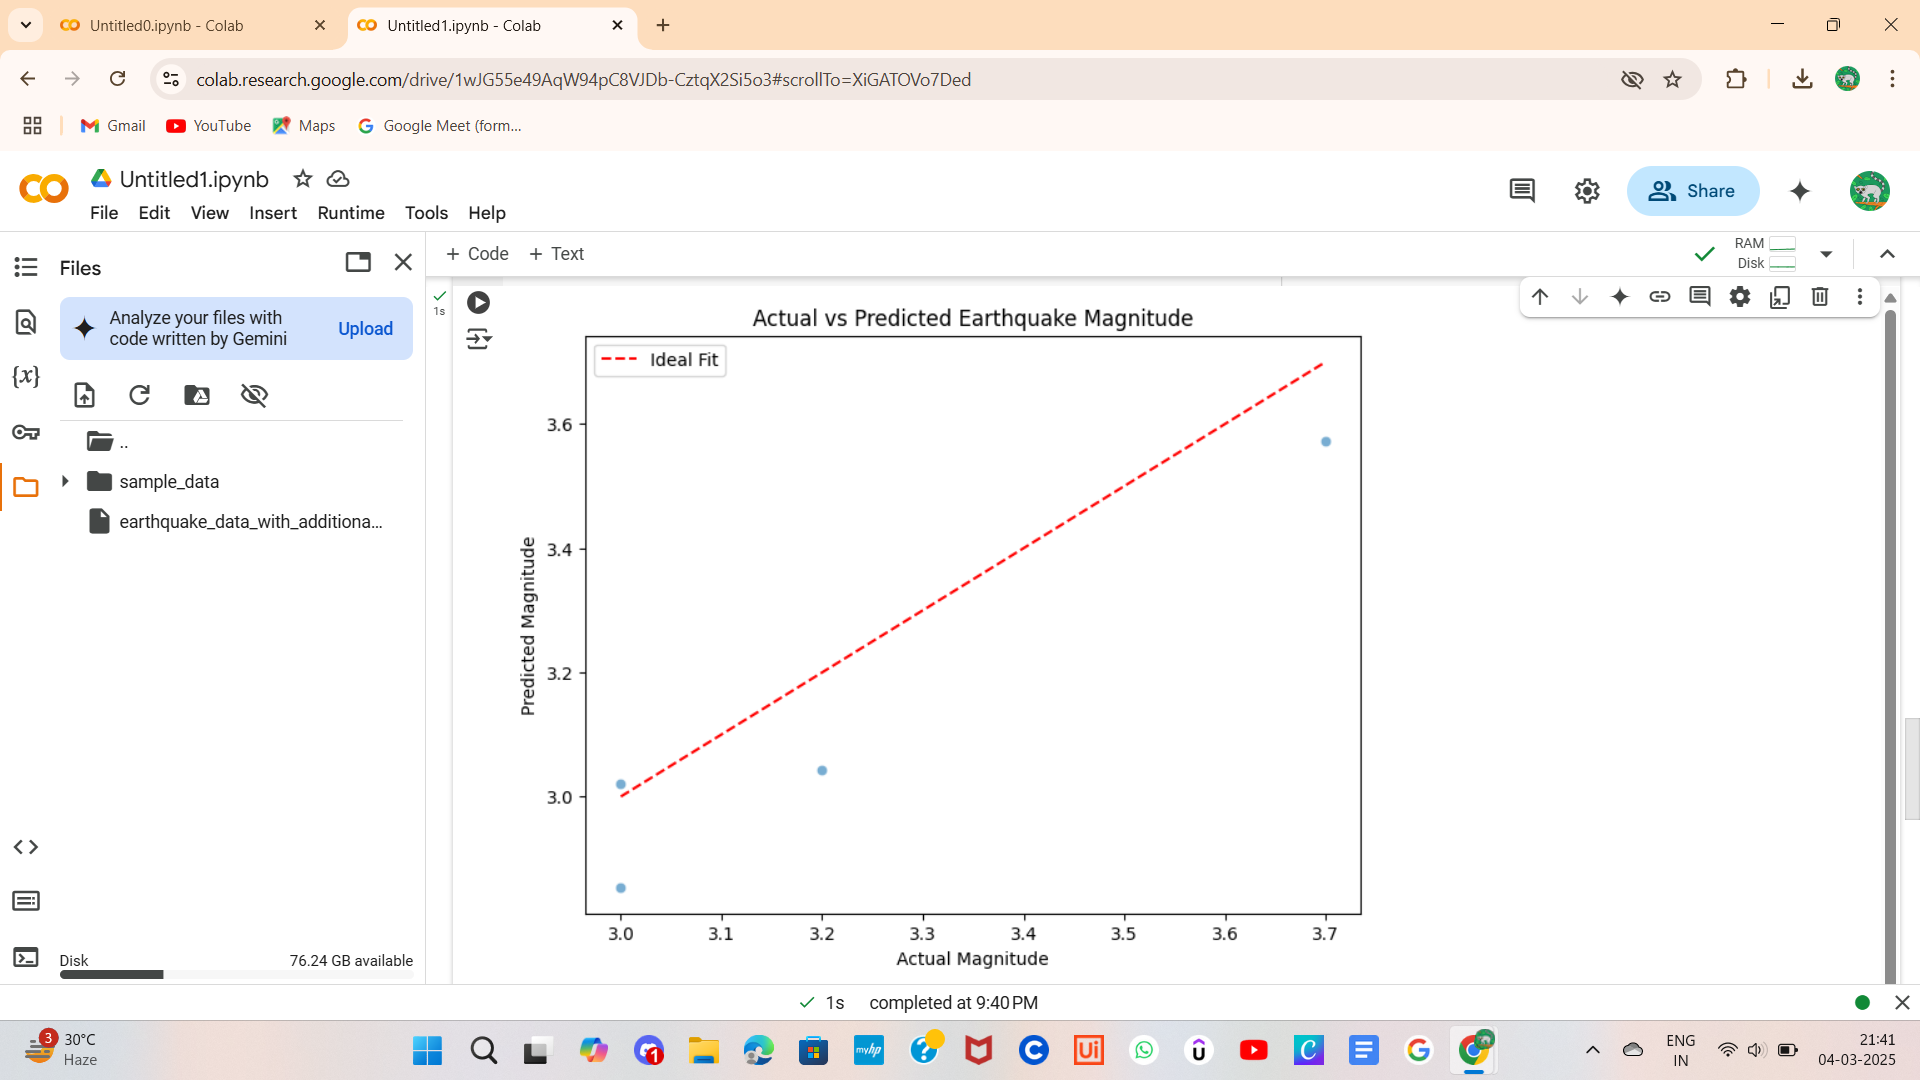 Untitled0.ipynb - Colab
Untitled1.ipynb - Colab
colab.research.google.com/drive/1wJG55e49AqW94pC8VJDb-CztqX2Si5o3#scrollTo=XiGATOVo7Ded
Gmail
YouTube
Maps
Google Meet (form...
Untitled1.ipynb
File Edit View Insert Runtime Tools Help
Share
Files
+ Code + Text
RAM
Disk
Analyze your files with
code written by Gemini
Upload
{x}
..
sample_data
earthquake_data_with_additiona...
Disk
76.24 GB available
1s
Actual vs Predicted Earthquake Magnitude
Ideal Fit
Predicted Magnitude
3.6
3.4
3.2
3.0
3.0 3.1 3.2 3.3 3.4 3.5 3.6 3.7
Actual Magnitude
1s completed at 9:40 PM
3
30°C
Haze
1
myhp
?
C
Ui
û
C
G
ENG
IN
21:41
04-03-2025